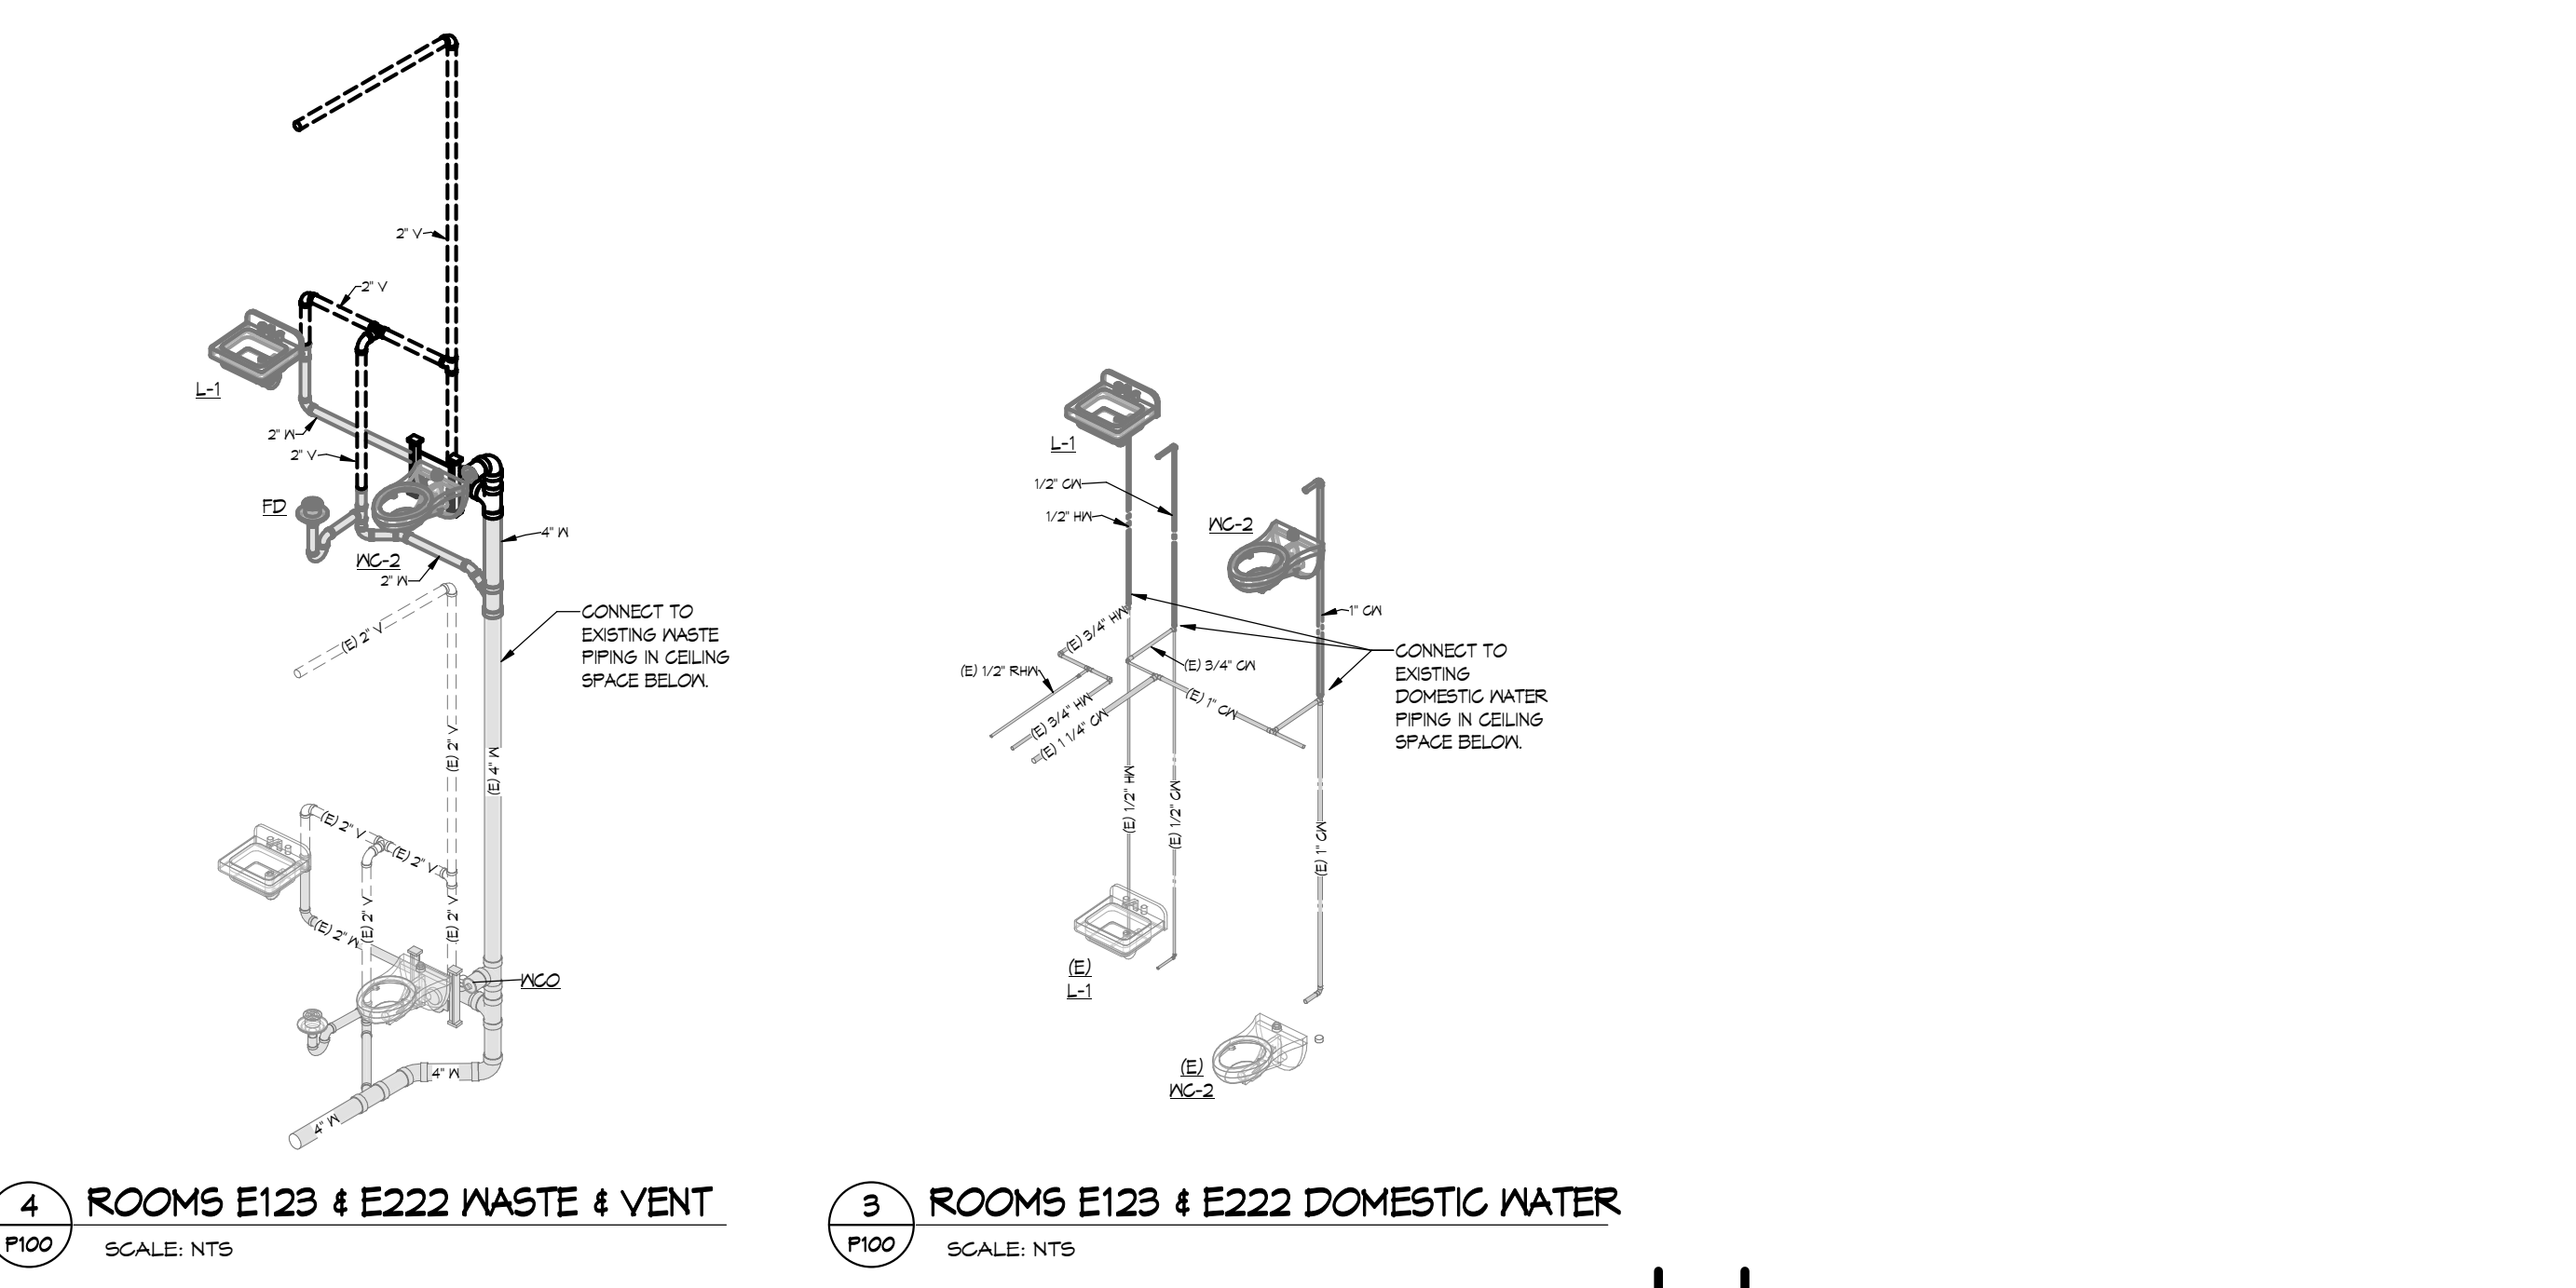 2" V
2" V
L-1
2" W
2" V
FD
4" W
WC-2
2" W
CONNECT TO
EXISTING WASTE
PIPING IN CEILING
SPACE BELOW.
(E) 2" V
(E) 2" V
(E) 4" W
(E) 2" V
(E) 2" V
(E) 2" V
(E) 2" V
(E) 2" W
WCO
4" W
4" W
4
P100
ROOMS E123 & E222 WASTE & VENT
SCALE: NTS
L-1
1/2" CW
1/2" HW
WC-2
1" CW
(E) 3/4" HW
(E) 1/2" RHW
(E) 3/4" CW
(E) 3/4" HW
(E) 1 1/4" CW
(E) 1" CW
CONNECT TO
EXISTING
DOMESTIC WATER
PIPING IN CEILING
SPACE BELOW.
(E) 1/2" HW
(E) 1/2" CW
(E) 1" CW
(E)
L-1
(E)
WC-2
3
P100
ROOMS E123 & E222 DOMESTIC WATER
SCALE: NTS